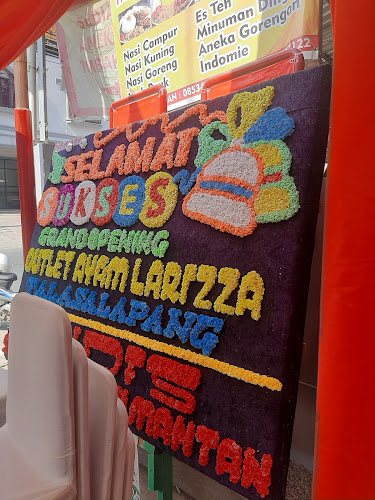 Es Teh
Nasi Campur
Minuman Dingin
Nasi Kuning
Aneka Gorengan
Nasi Goreng
Indomie
SELAMAT
SUKSES
GRAND OPENING
OUTLET AYAM LARIZZA
TALASALAPANG